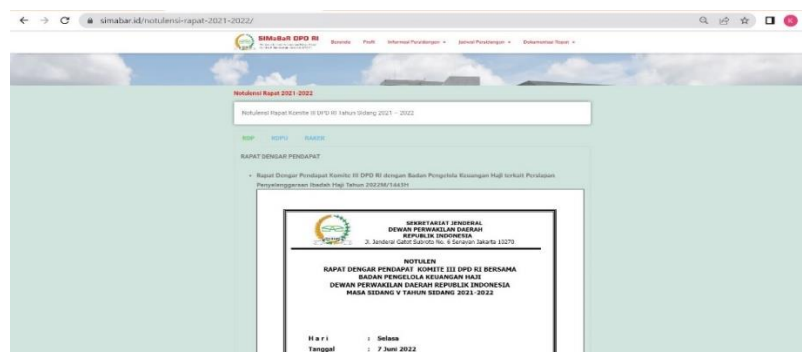 simabar.id/notulensi-rapat-2021-2022/
SIMaBaR DPD RI
Beranda Profil Informasi Persidangan Jadwal Persidangan Dokumentasi Rapat
Notulensi Rapat 2021-2022
Notulensi Rapat Komite III DPD RI Tahun Sidang 2021 – 2022
RDP RDPU RAKER
RAPAT DENGAR PENDAPAT
• Rapat Dengar Pendapat Komite III DPD RI dengan Badan Pengelola Keuangan Haji terkait Persiapan
Penyelenggaraan Ibadah Haji Tahun 2022M/1443H
SEKRETARIAT JENDERAL
DEWAN PERWAKILAN DAERAH
REPUBLIK INDONESIA
Jl. Jenderal Gatot Subroto No. 6 Senayan Jakarta 10270
NOTULEN
RAPAT DENGAR PENDAPAT KOMITE III DPD RI BERSAMA
BADAN PENGELOLA KEUANGAN HAJI
DEWAN PERWAKILAN DAERAH REPUBLIK INDONESIA
MASA SIDANG V TAHUN SIDANG 2021-2022
Hari : Selasa
Tanggal : 7 Juni 2022